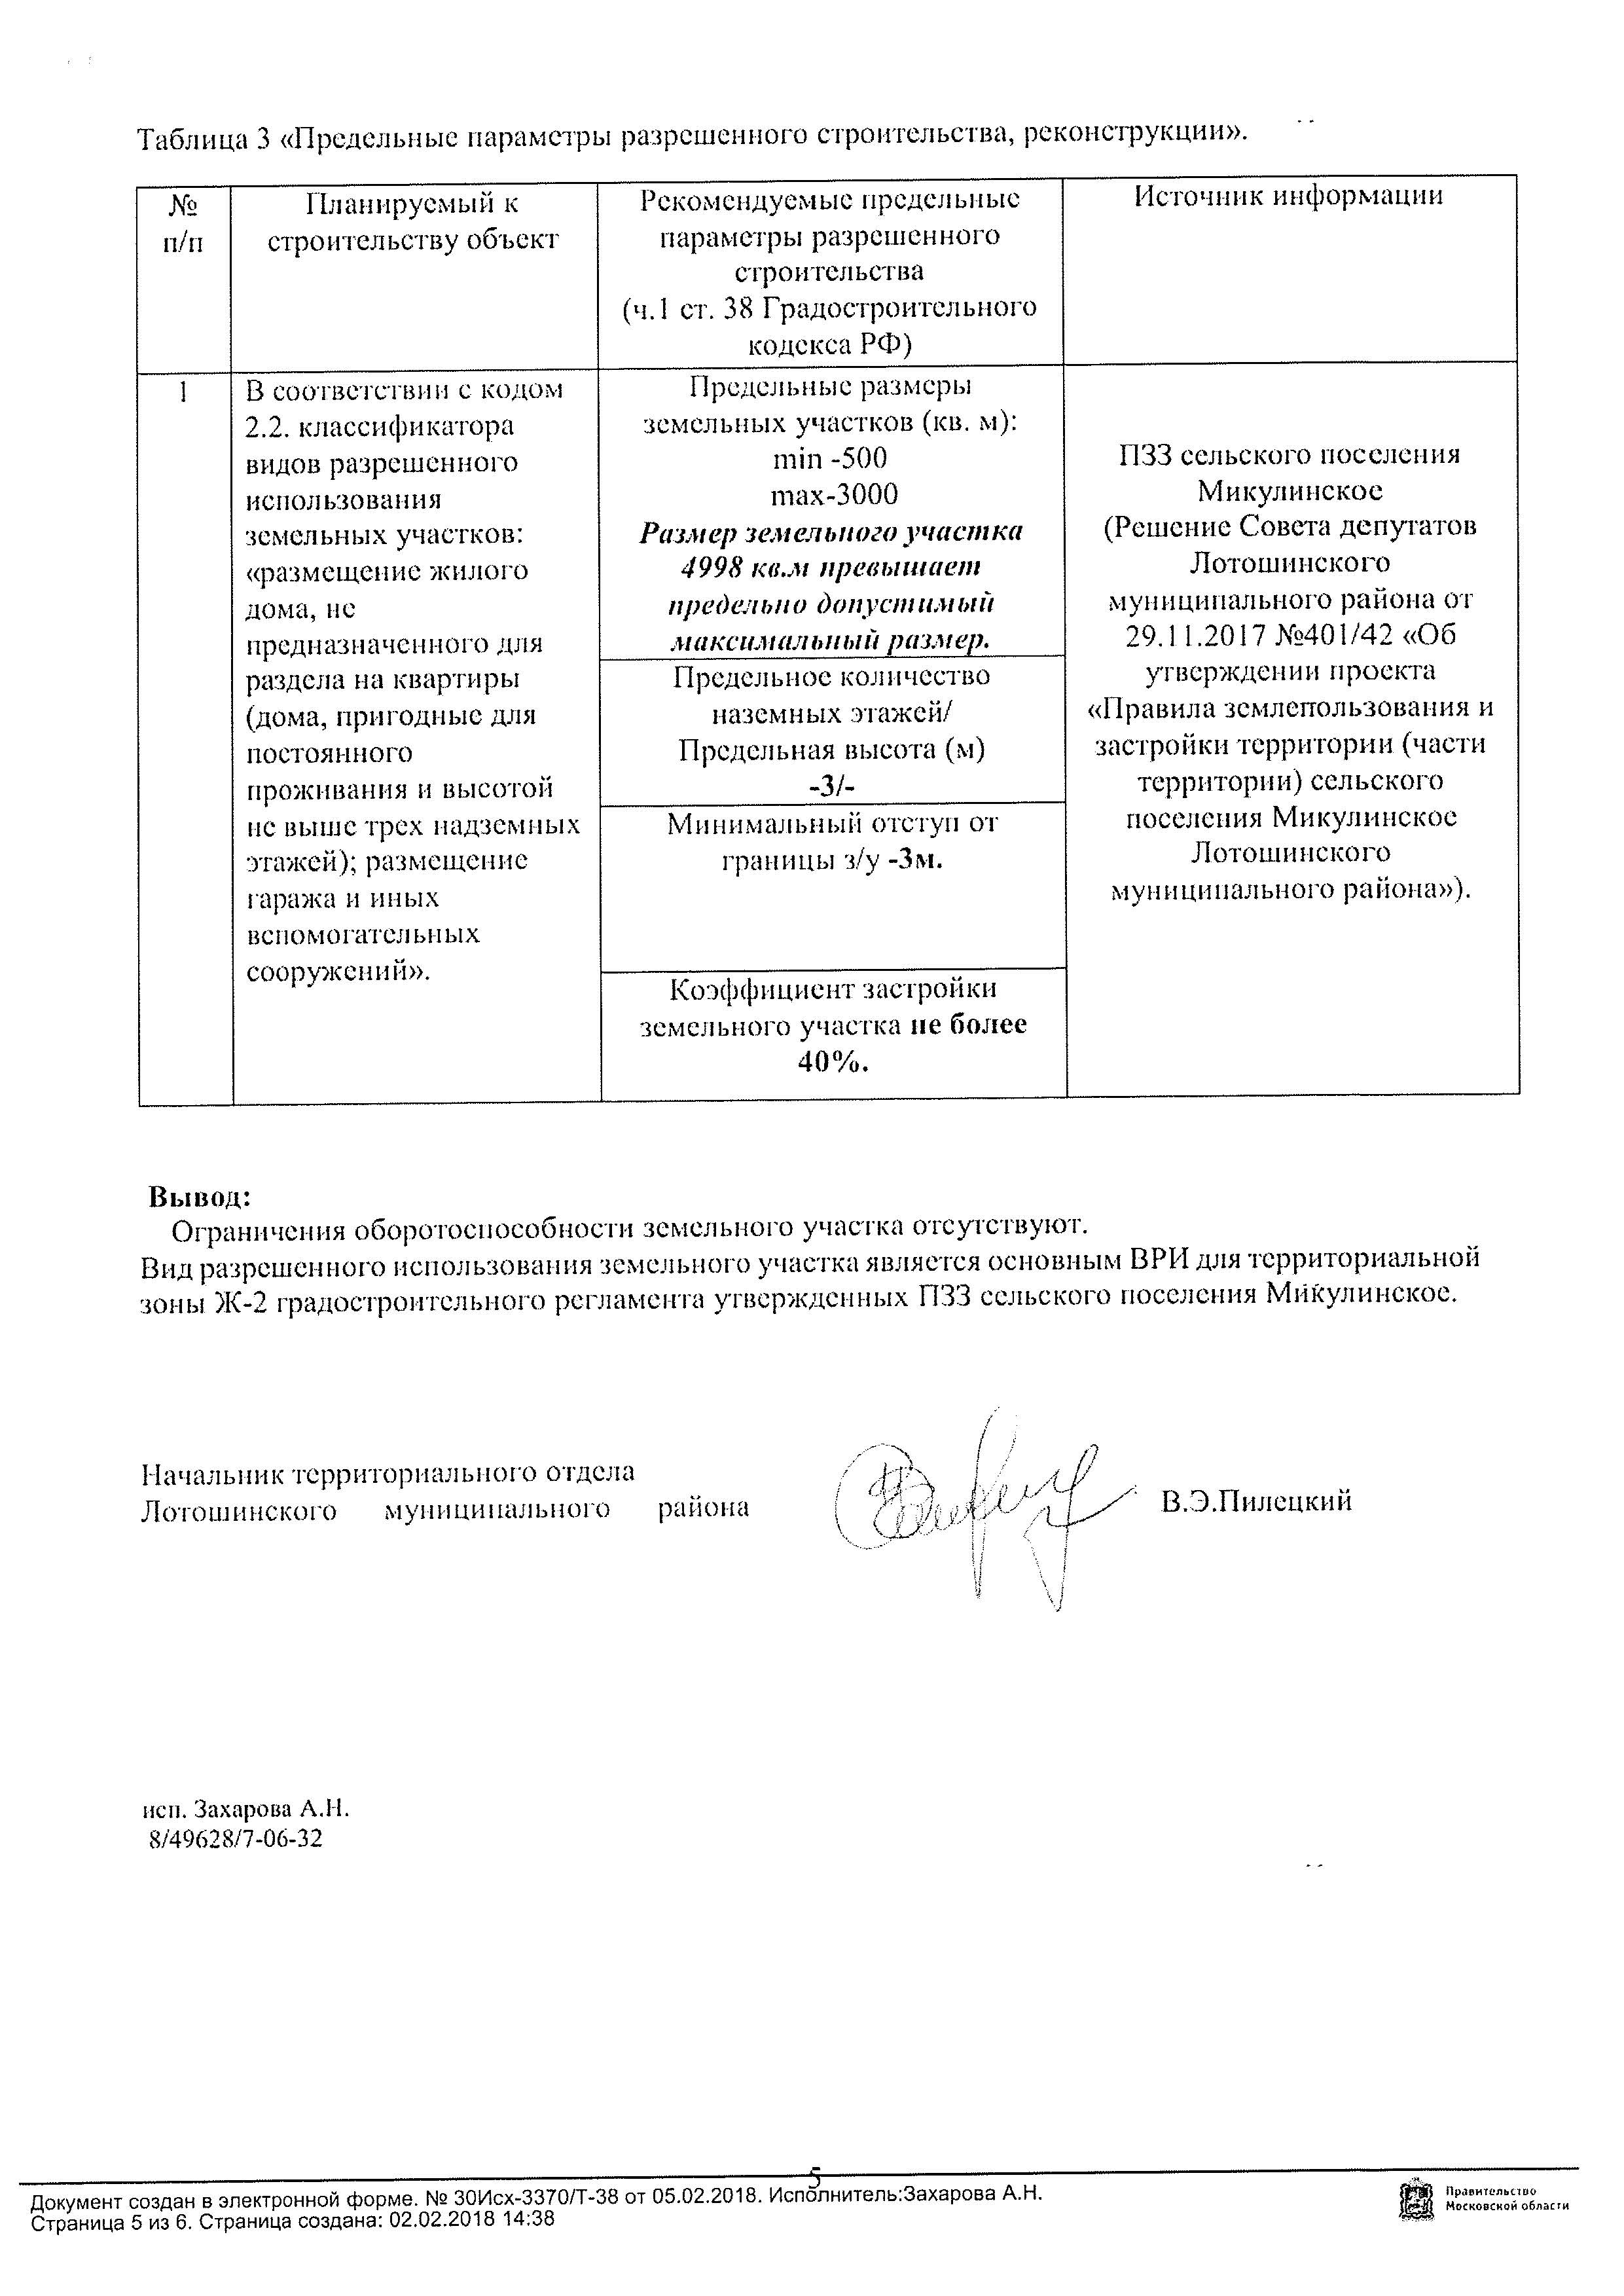 Таблица 3 «Предельные параметры разрешенного строительства, реконструкции».
№
п/п
Планируемый к
строительству объект
Рекомендуемые предельные
параметры разрешенного
строительства
(ч.1 ст. 38 Градостроительного
кодекса РФ)
Источник информации
1
В соответствии с кодом
2.2. классификатора
видов разрешенного
использования
земельных участков:
«размещение жилого
дома, не
предназначенного для
раздела на квартиры
(дома, пригодные для
постоянного
проживания и высотой
не выше трех надземных
этажей); размещение
гаража и иных
вспомогательных
сооружений».
Предельные размеры
земельных участков (кв. м):
min -500
max-3000
Размер земельного участка
4998 кв.м превышает
предельно допустимый
максимальный размер.
Предельное количество
наземных этажей/
Предельная высота (м)
-3/-
Минимальный отступ от
границы з/у -3м.
Коэффициент застройки
земельного участка не более
40%.
ПЗЗ сельского поселения
Микулинское
(Решение Совета депутатов
Лотошинского
муниципального района от
29.11.2017 №401/42 «Об
утверждении проекта
«Правила землепользования и
застройки территории (части
территории) сельского
поселения Микулинское
Лотошинского
муниципального района»).
Вывод:
Ограничения оборотоспособности земельного участка отсутствуют.
Вид разрешенного использования земельного участка является основным ВРИ для территориальной
зоны Ж-2 градостроительного регламента утвержденных ПЗЗ сельского поселения Микулинское.
Начальник территориального отдела
Лотошинского муниципального района
В.Э.Пилецкий
исп. Захарова А.Н.
8/49628/7-06-32
5
Документ создан в электронной форме. № 30Исх-3370/Т-38 от 05.02.2018. Исполнитель:Захарова А.Н.
Страница 5 из 6. Страница создана: 02.02.2018 14:38
Правительство
Московской области